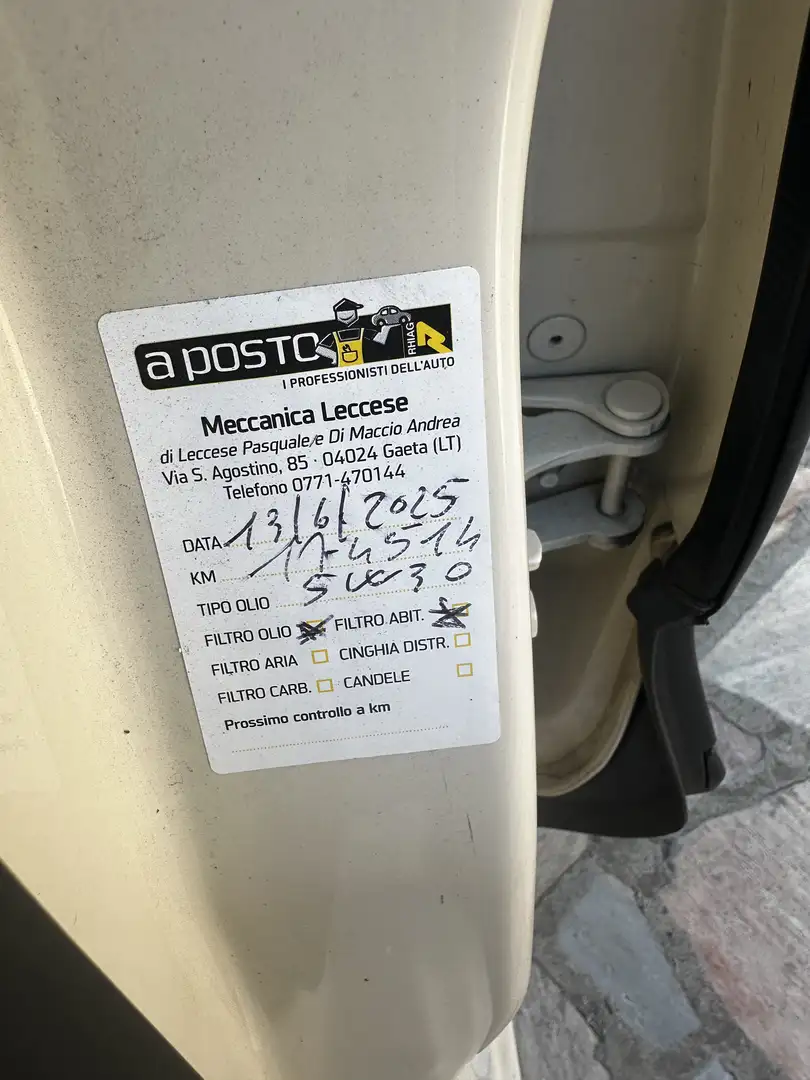 a posto
RHIAG
I PROFESSIONISTI DELL'AUTO
Meccanica Leccese
di Leccese Pasquale e Di Maccio Andrea
Via S. Agostino, 85 · 04024 Gaeta (LT)
Telefono 0771-470144
DATA 13/6/2025
KM 174514
TIPO OLIO 5W30
FILTRO OLIO FILTRO ABIT.
FILTRO ARIA CINGHIA DISTR.
FILTRO CARB. CANDELE
Prossimo controllo a km